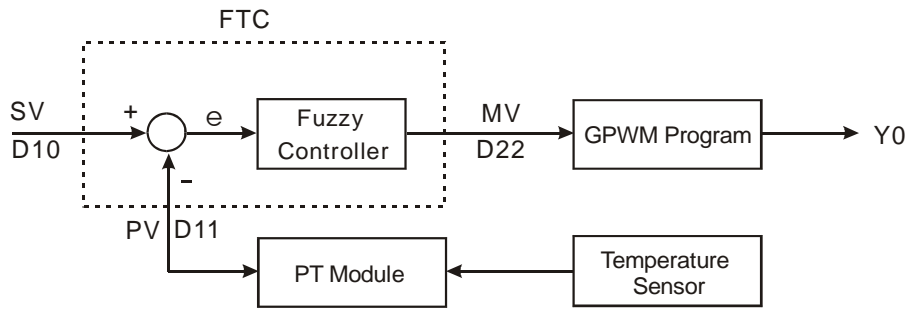 FTC
SV
D10
+
e
Fuzzy
Controller
MV
D22
GPWM Program
Y0
-
PV
D11
PT Module
Temperature
Sensor